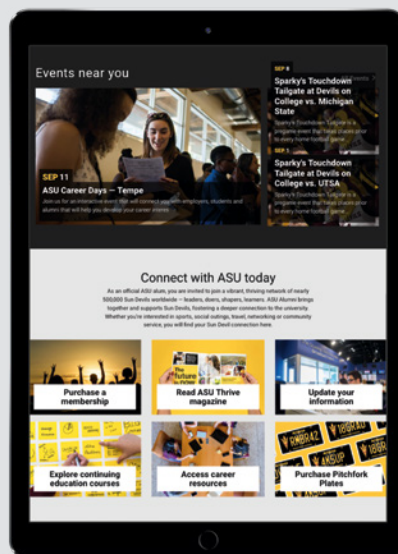 Events near you
SEP 11
ASU Career Days – Tempe
Join us for an interactive event that will connect you with employers, students and
alumni that will help you develop your career interests
SEP 8
Events
Sparky's Touchdown
Tailgate at Devils on
College vs. Michigan
State
Sparky's Touchdown Tailgate is a
pregame event that takes place prior
to every home football game
SEP 1
Sparky's Touchdown
Tailgate at Devils on
College vs. UTSA
Sparky's Touchdown Tailgate is a
pregame event that takes place prior
to every home football game
Connect with ASU today
As an official ASU alum, you are invited to join a vibrant, thriving network of nearly
500,000 Sun Devils worldwide — leaders, doers, shapers, learners. ASU Alumni brings
together and supports Sun Devils, fostering a deeper connection to the university.
Whether you're interested in sports, social outings, travel, networking or community
service, you will find your Sun Devil connection here.
The
future
Purchase a
membership
Read ASU Thrive
magazine
Update your
information
18GRAD
RHBR42
4KSUP
Explore continuing
education courses
Access career
resources
Purchase Pitchfork
Plates